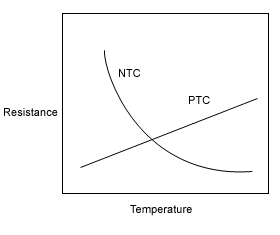 NTC
PTC
Resistance
Temperature